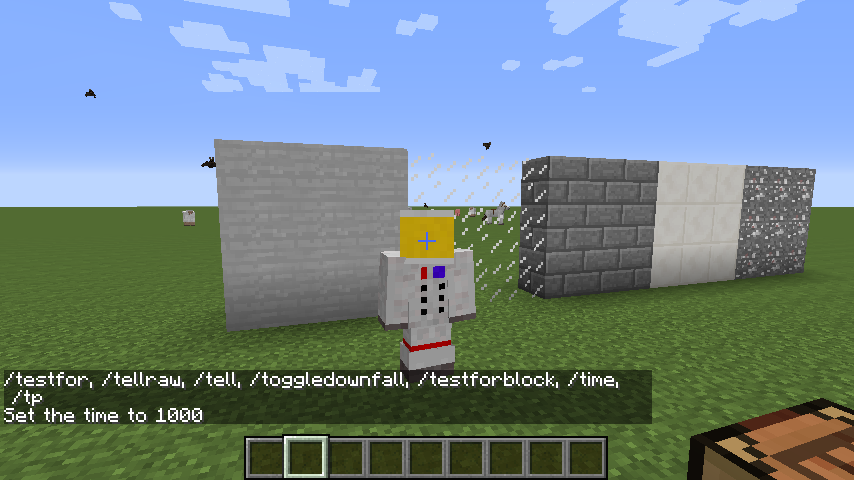 /testfor, /tellraw, /tell, /toggledownfall, /testforblock, /time,
/tp
Set the time to 1000